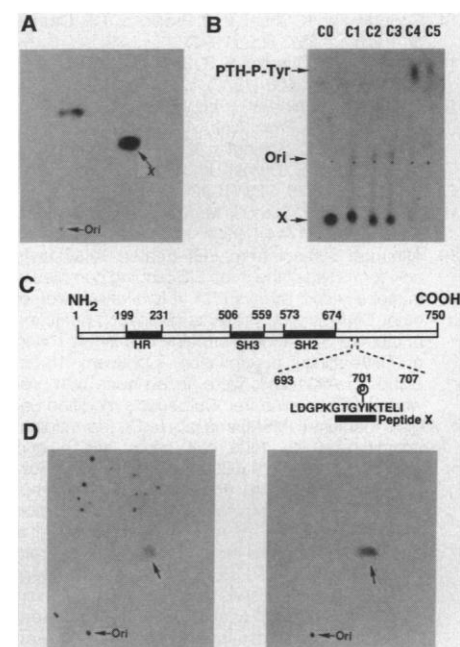 A
X
Ori
B
C0 C1 C2 C3 C4 C5
PTH-P-Tyr
Ori
X
C
NH2 COOH
1 199 231 506 559 573 674 750
HR SH3 SH2
693 701 707
P
LDGPKGTGYIKTELI
Peptide X
D
Ori
Ori